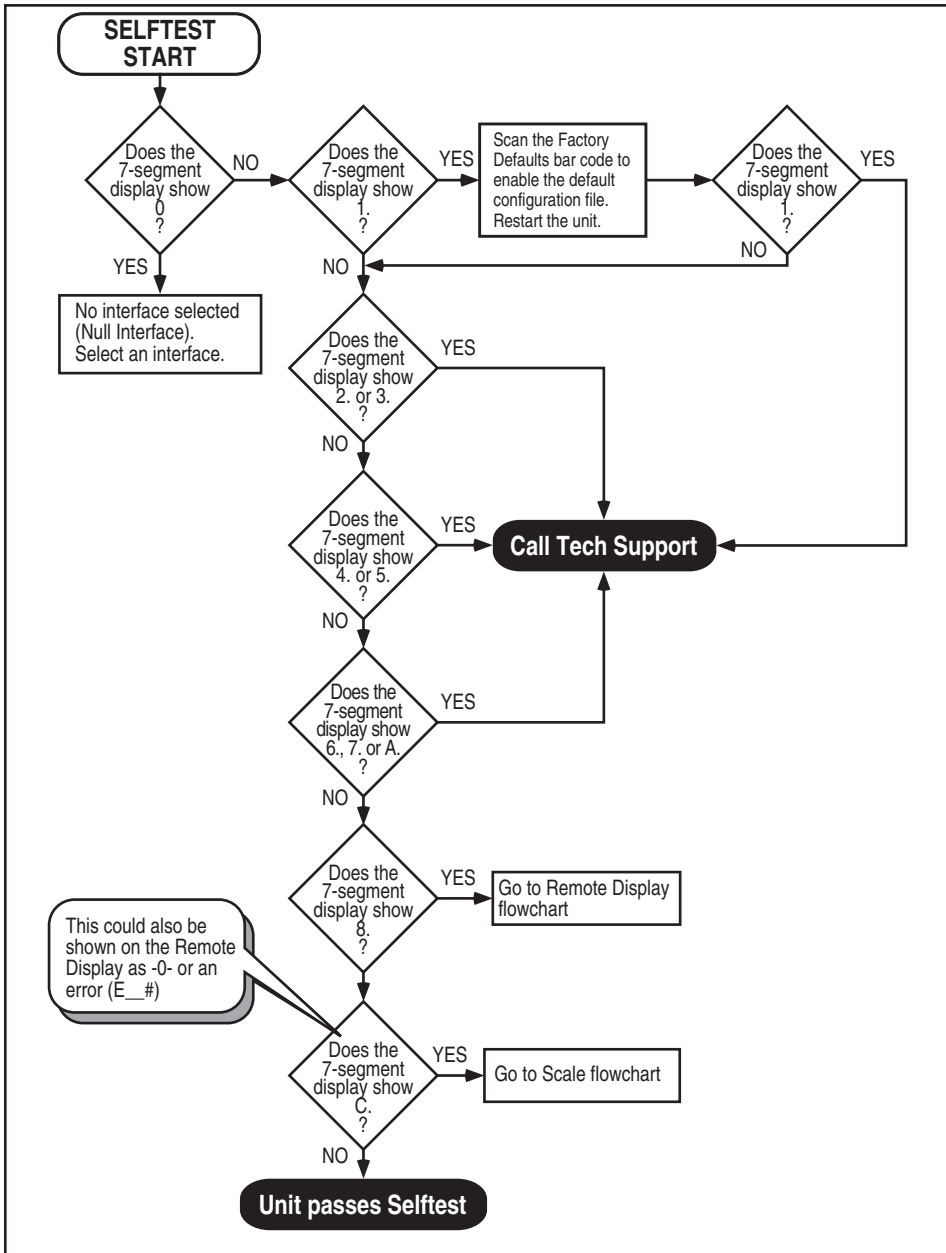 SELFTEST
START
Does the
7-segment
display show
0
?
NO
YES
No interface selected
(Null Interface).
Select an interface.
Does the
7-segment
display show
1.
?
YES
NO
Scan the Factory
Defaults bar code to
enable the default
configuration file.
Restart the unit.
Does the
7-segment
display show
1.
?
YES
NO
Does the
7-segment
display show
2. or 3.
?
YES
NO
Does the
7-segment
display show
4. or 5.
?
YES
NO
Call Tech Support
Does the
7-segment
display show
6., 7. or A.
?
YES
NO
Does the
7-segment
display show
8.
?
YES
Go to Remote Display
flowchart
This could also be
shown on the Remote
Display as -0- or an
error (E__#)
Does the
7-segment
display show
C.
?
YES
Go to Scale flowchart
NO
Unit passes Selftest